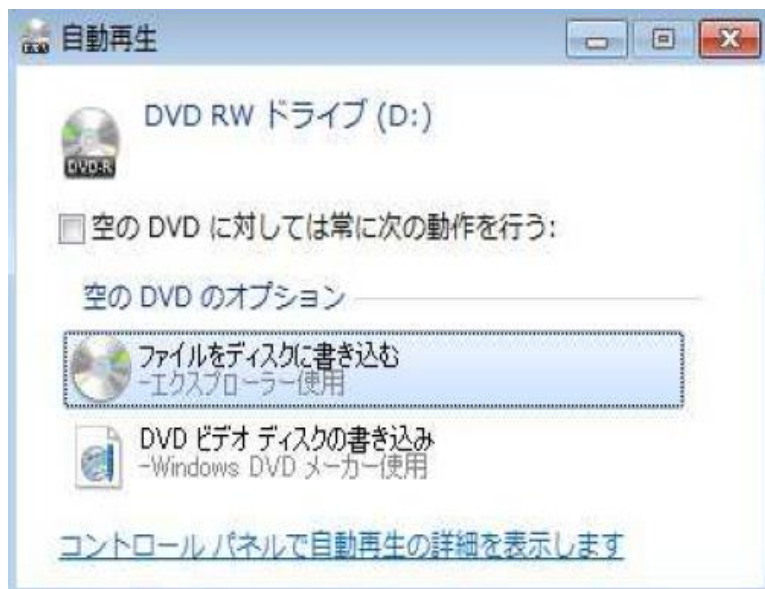 自動再生
DVD RW ドライブ (D:)
DVD-R
空の DVD に対しては常に次の動作を行う:
空の DVD のオプション
ファイルをディスクに書き込む
-エクスプローラー使用
DVD ビデオ ディスクの書き込み
-Windows DVD メーカー使用
コントロール パネルで自動再生の詳細を表示します